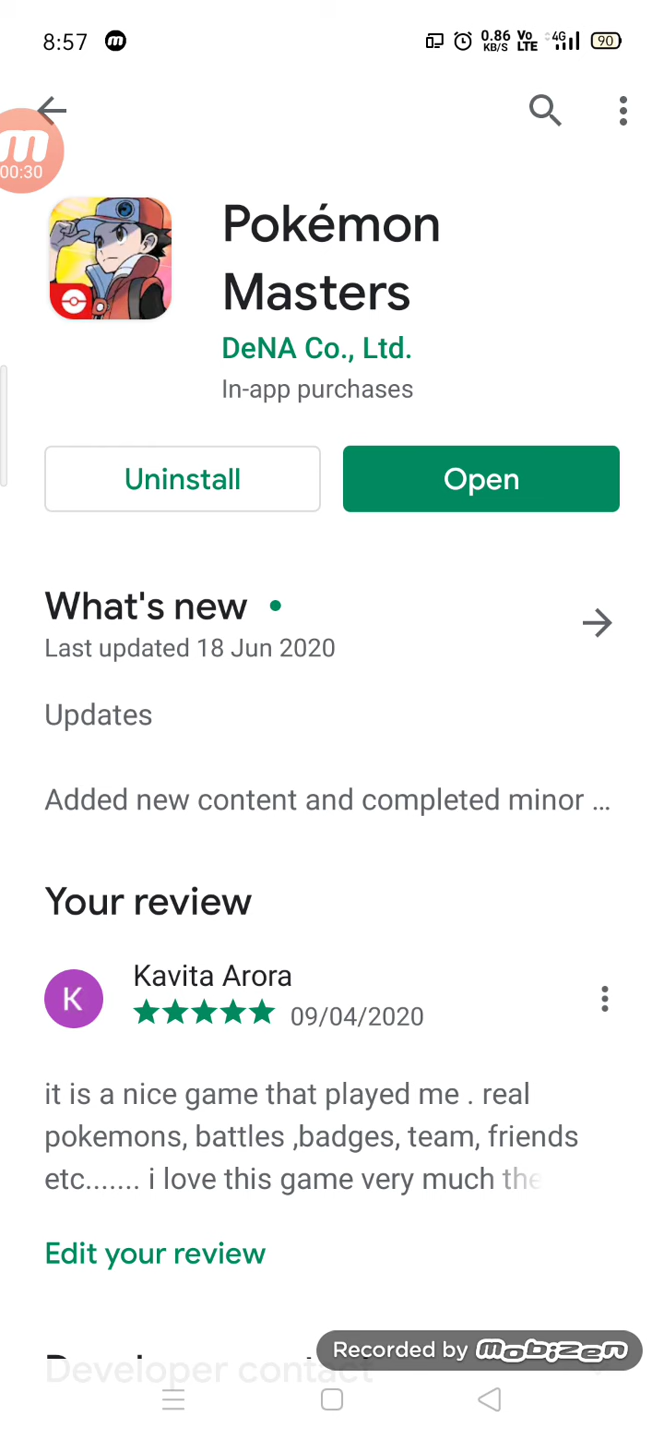 8:57
0.86
KB/S
Vo
LTE
4G
90
00:30
Pokémon
Masters
DeNA Co., Ltd.
In-app purchases
Uninstall
Open
What's new
Last updated 18 Jun 2020
Updates
Added new content and completed minor ...
Your review
K
Kavita Arora
09/04/2020
it is a nice game that played me . real
pokemons, battles ,badges, team, friends
etc....... i love this game very much the
Edit your review
Recorded by mobizen
Developer contact